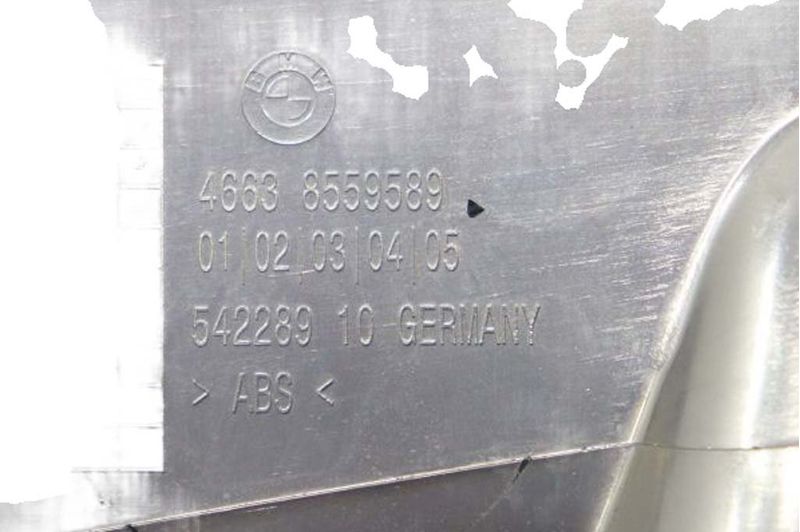 BMW
4663 8559589
01|02|03|04|05
542289 10 GERMANY
> ABS <